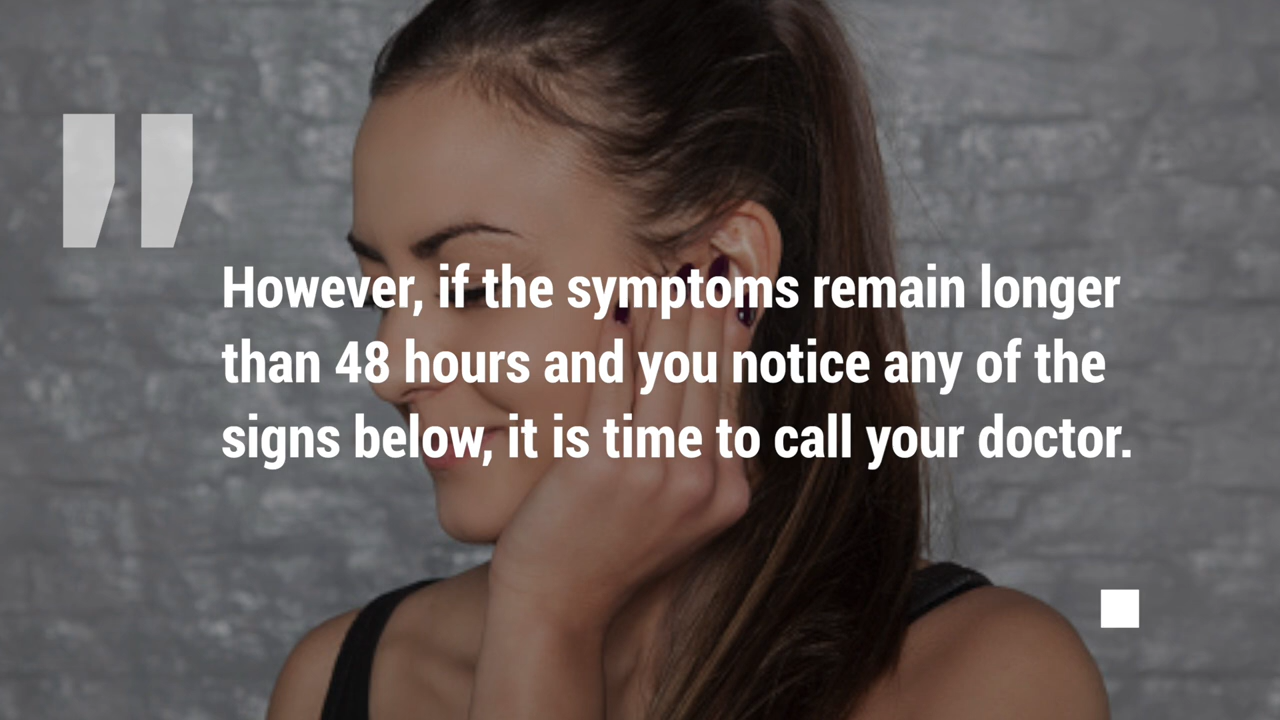 However, if the symptoms remain longer
than 48 hours and you notice any of the
signs below, it is time to call your doctor.